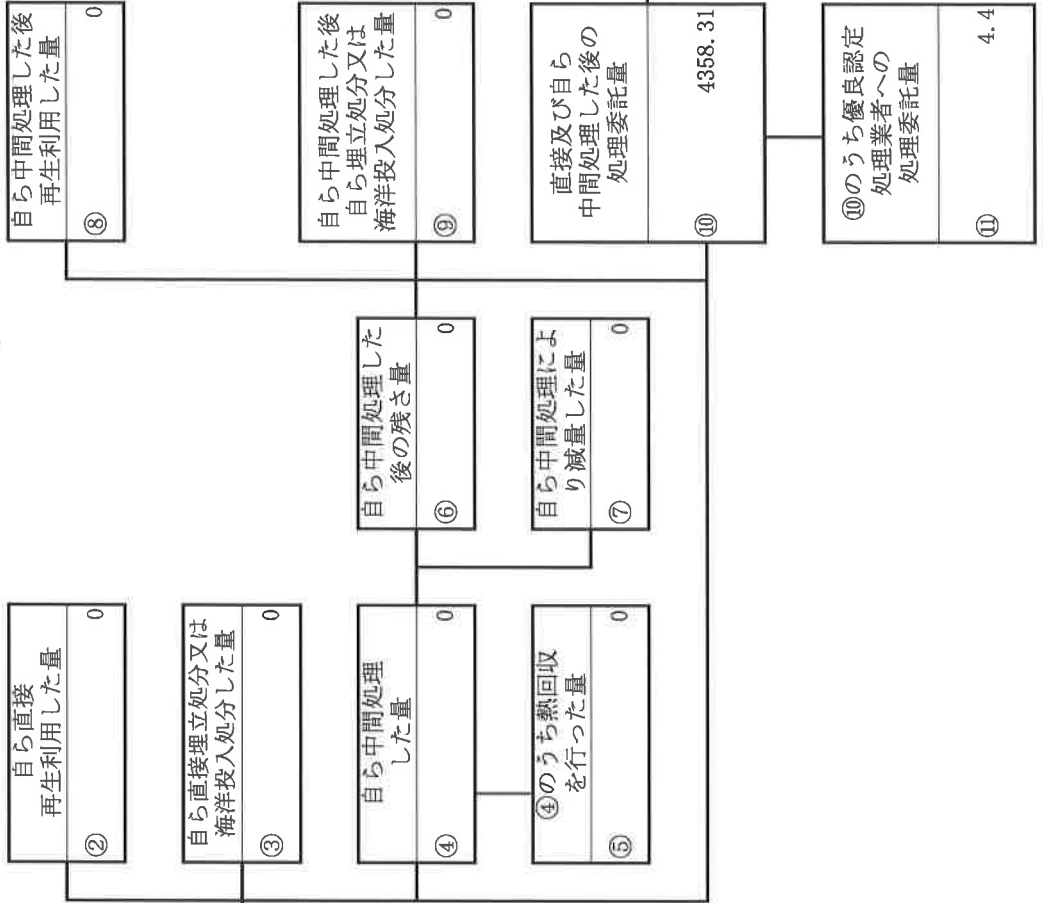 自ら直接
再生利用した量
② 0
自ら直接埋立処分又は
海洋投入処分した量
③ 0
自ら中間処理
した量
④ 0
④のうち熱回収
を行った量
⑤ 0
自ら中間処理した
後の残さ量
⑥ 0
自ら中間処理によ
り減量した量
⑦ 0
自ら中間処理した後
再生利用した量
⑧ 0
自ら中間処理した後
自ら埋立処分又は
海洋投入処分した量
⑨ 0
直接及び自ら
中間処理した後の
処理委託量
⑩ 4358.31
⑩のうち優良認定
処理業者への
処理委託量
⑪ 4.4